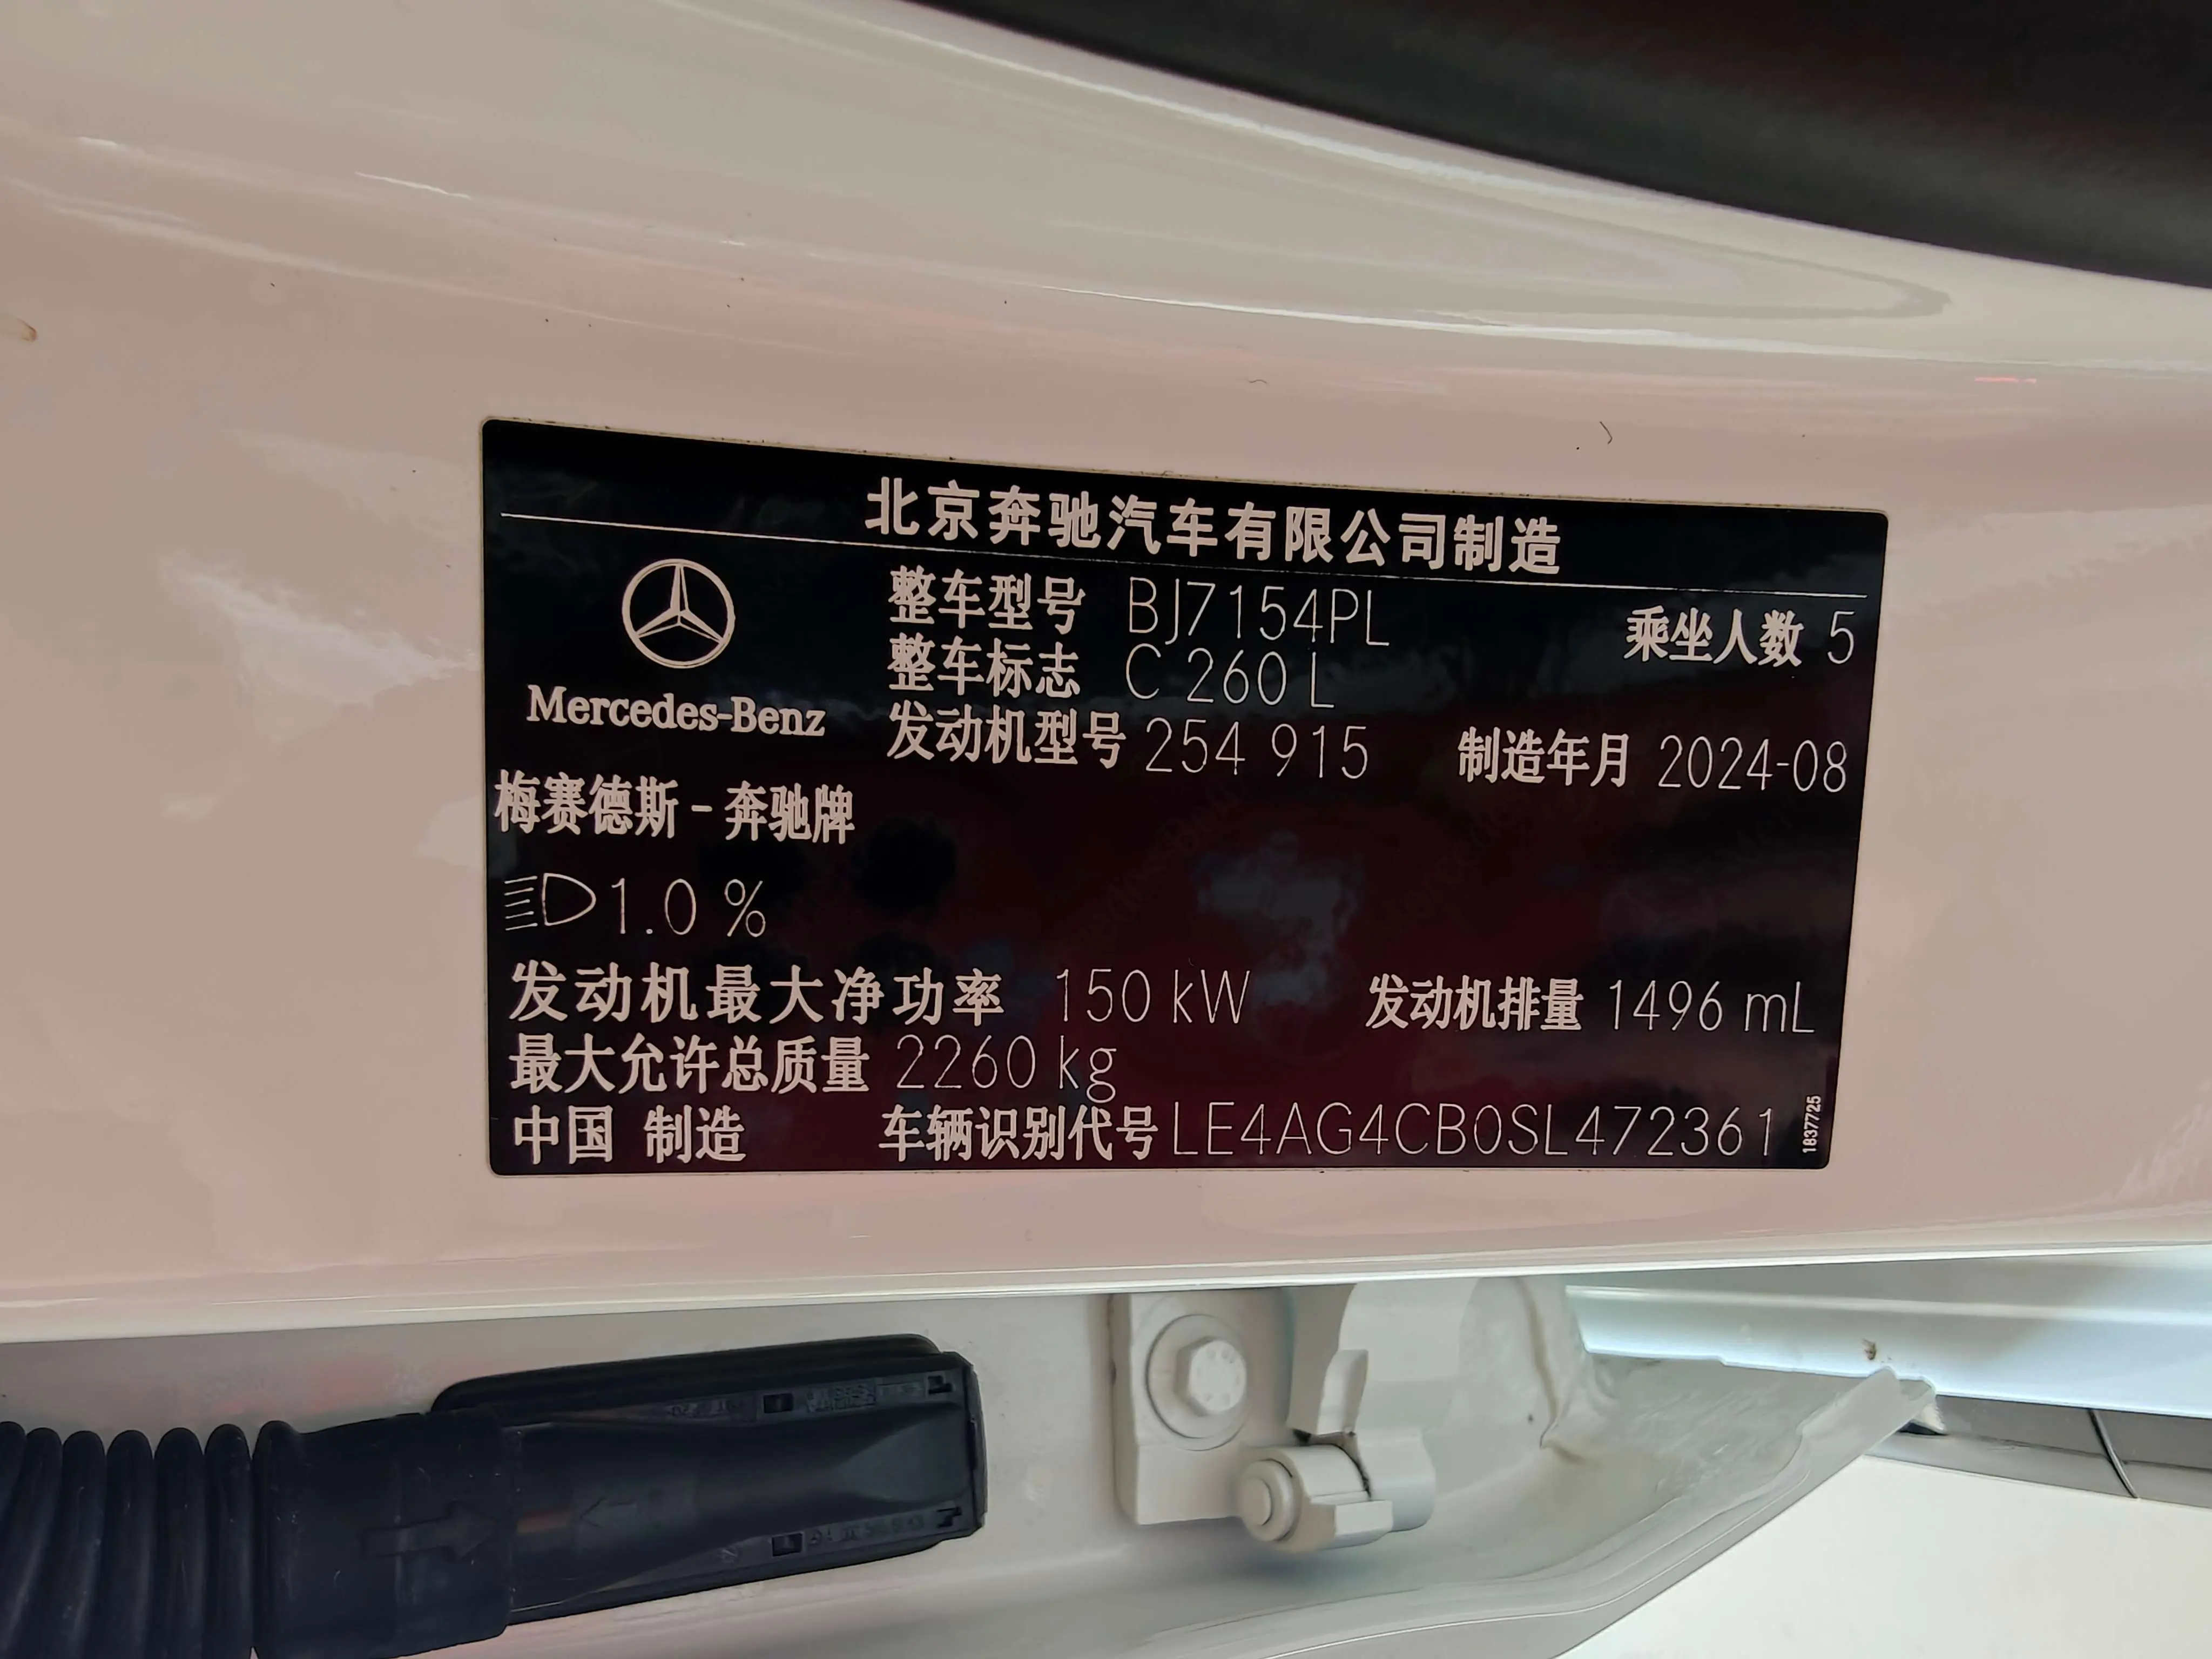 北京奔驰汽车有限公司制造
整车型号 BJ7154PL 乘坐人数 5
整车标志 C 260 L
Mercedes-Benz
发动机型号 254 915 制造年月 2024-08
梅赛德斯-奔驰牌
1.0 %
发动机最大净功率 150 kW 发动机排量 1496 mL
最大允许总质量 2260 kg
中国 制造 车辆识别代号 LE4AG4CB0SL472361
1837725